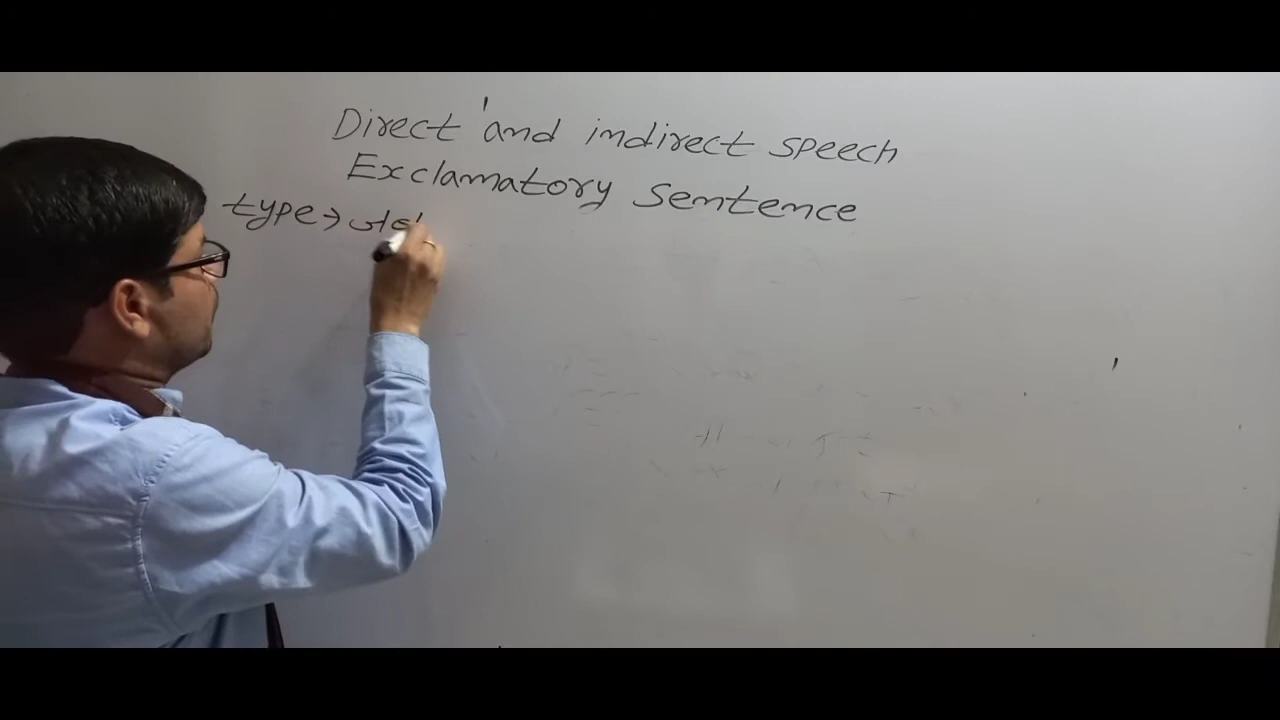 Direct and indirect speech
Exclamatory Sentence
type →